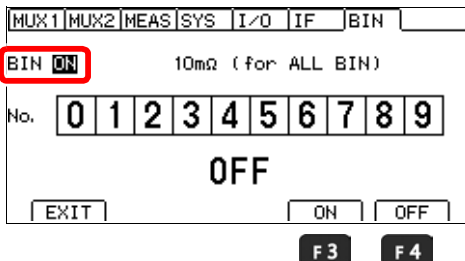 MUX1 MUX2 MEAS SYS I/O IF BIN
BIN ON 10mΩ (for ALL BIN)
No. 0 1 2 3 4 5 6 7 8 9
OFF
EXIT ON OFF
F3 F4